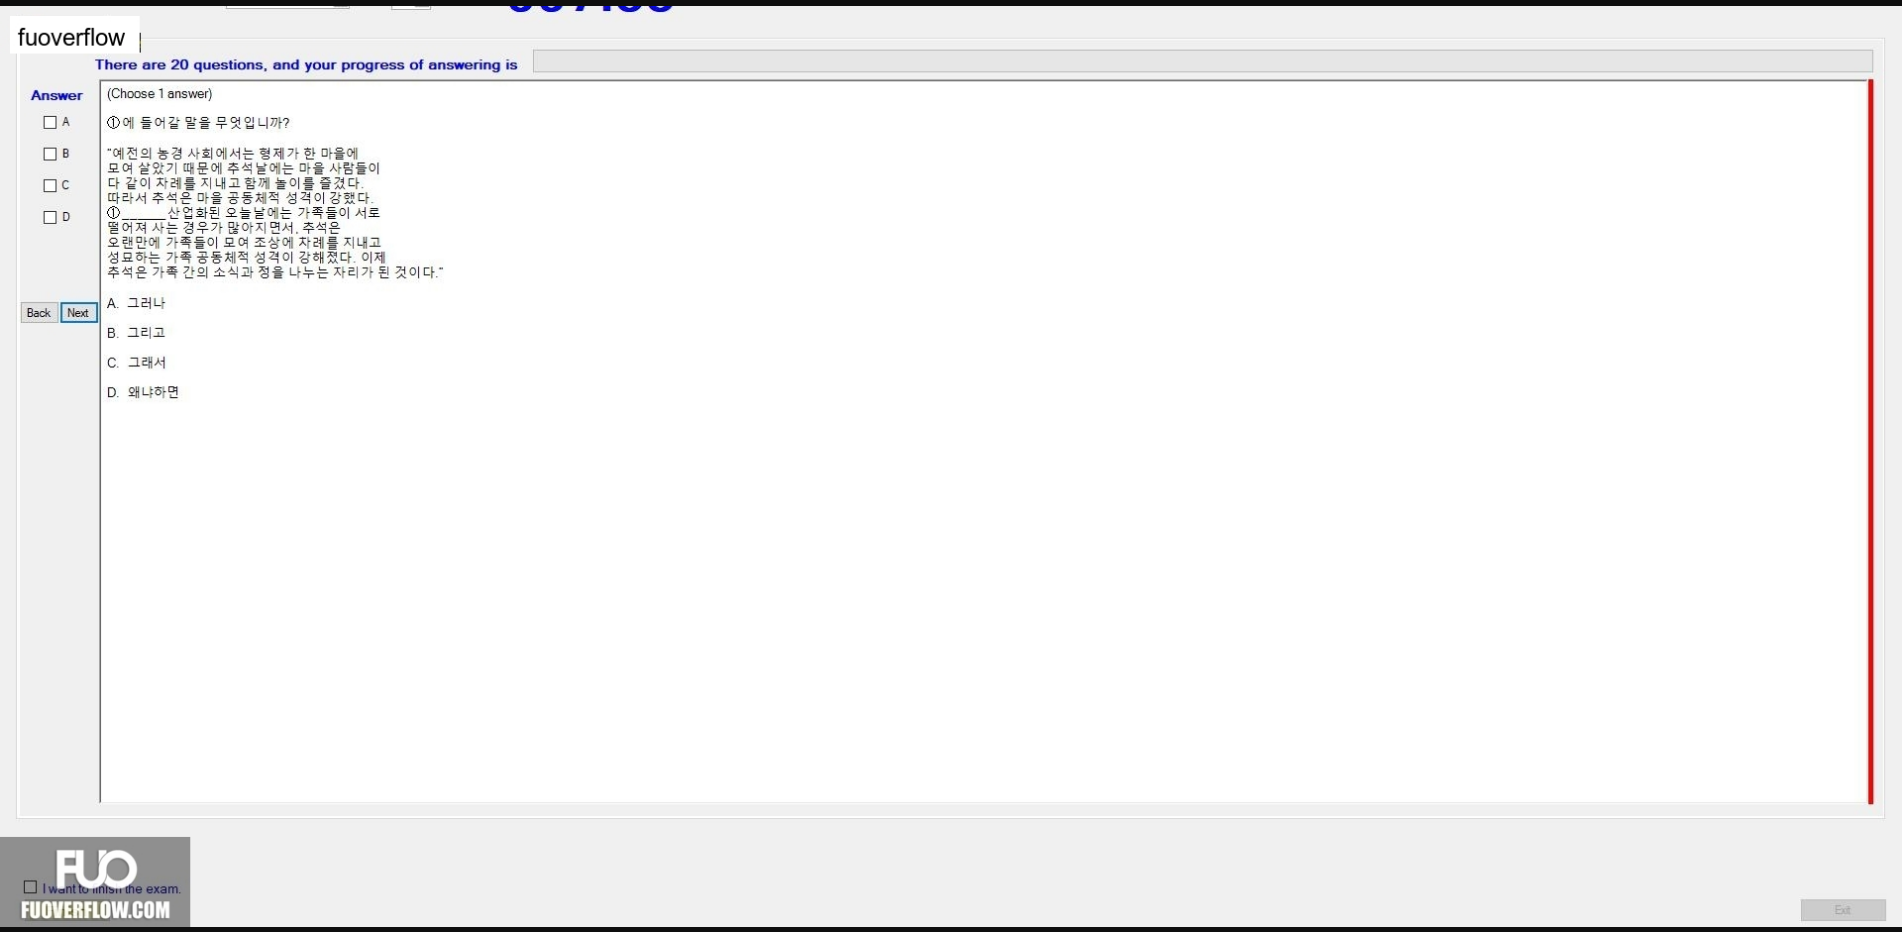 fuoverflow
There are 20 questions, and your progress of answering is
Answer
(Choose 1 answer)
A
①에 들어갈 말을 무엇입니까?
B
"예전의 농경 사회에서는 형제가 한 마을에
모여 살았기 때문에 추석날에는 마을 사람들이
C
다 같이 차례를 지내고 함께 놀이를 즐겼다.
따라서 추석은 마을 공동체적 성격이 강했다.
D
①______산업화된 오늘날에는 가족들이 서로
떨어져 사는 경우가 많아지면서, 추석은
오랜만에 가족들이 모여 조상에 차례를 지내고
성묘하는 가족 공동체적 성격이 강해졌다. 이제
추석은 가족 간의 소식과 정을 나누는 자리가 된 것이다."
Back Next
A. 그러나
B. 그리고
C. 그래서
D. 왜냐하면
FUO
I want to finish the exam.
FUOVERFLOW.COM
Exit